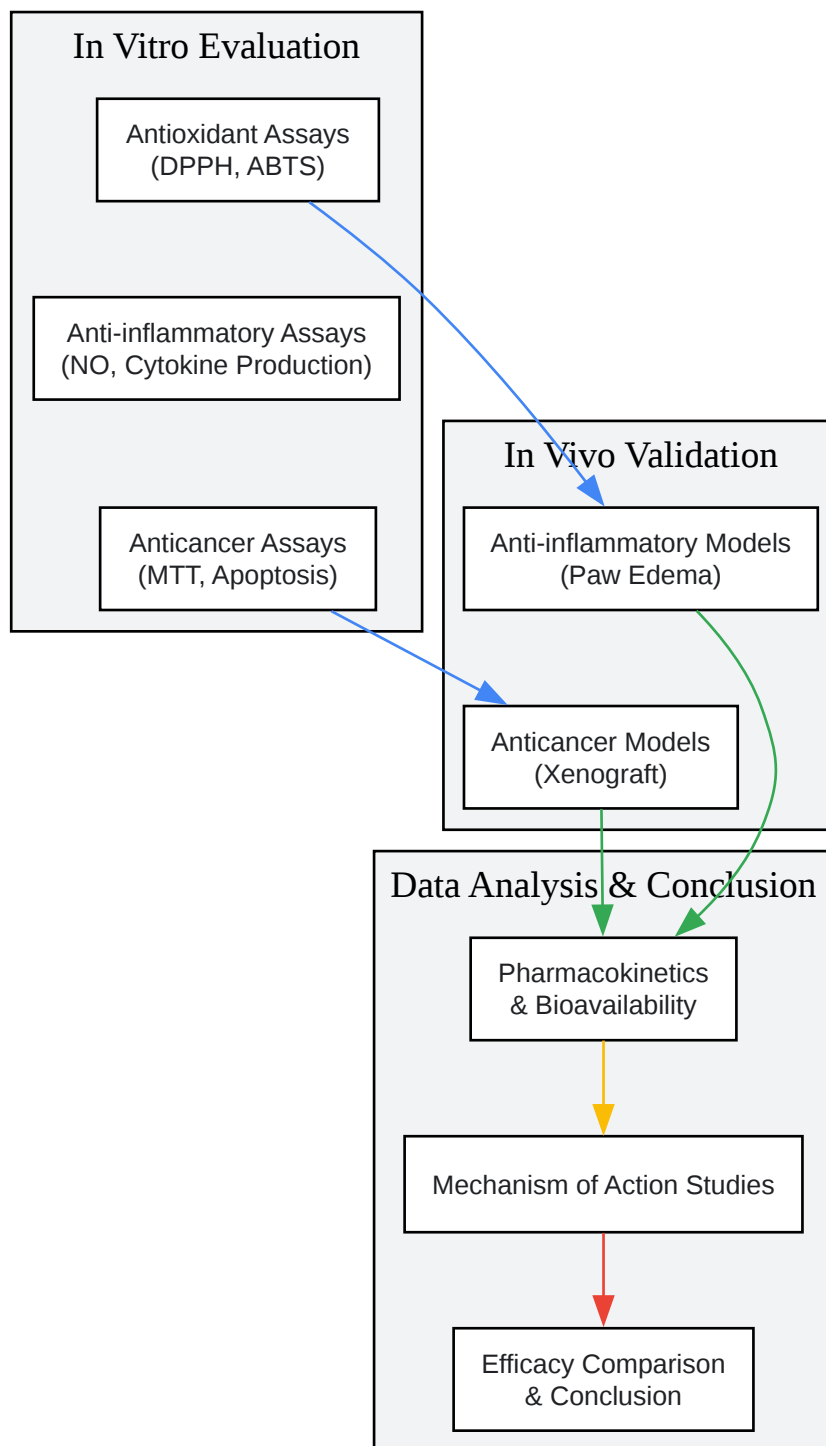 In Vitro Evaluation
Antioxidant Assays
(DPPH, ABTS)
Anti-inflammatory Assays
(NO, Cytokine Production)
Anticancer Assays
(MTT, Apoptosis)
In Vivo Validation
Anti-inflammatory Models
(Paw Edema)
Anticancer Models
(Xenograft)
Data Analysis & Conclusion
Pharmacokinetics
& Bioavailability
Mechanism of Action Studies
Efficacy Comparison
& Conclusion